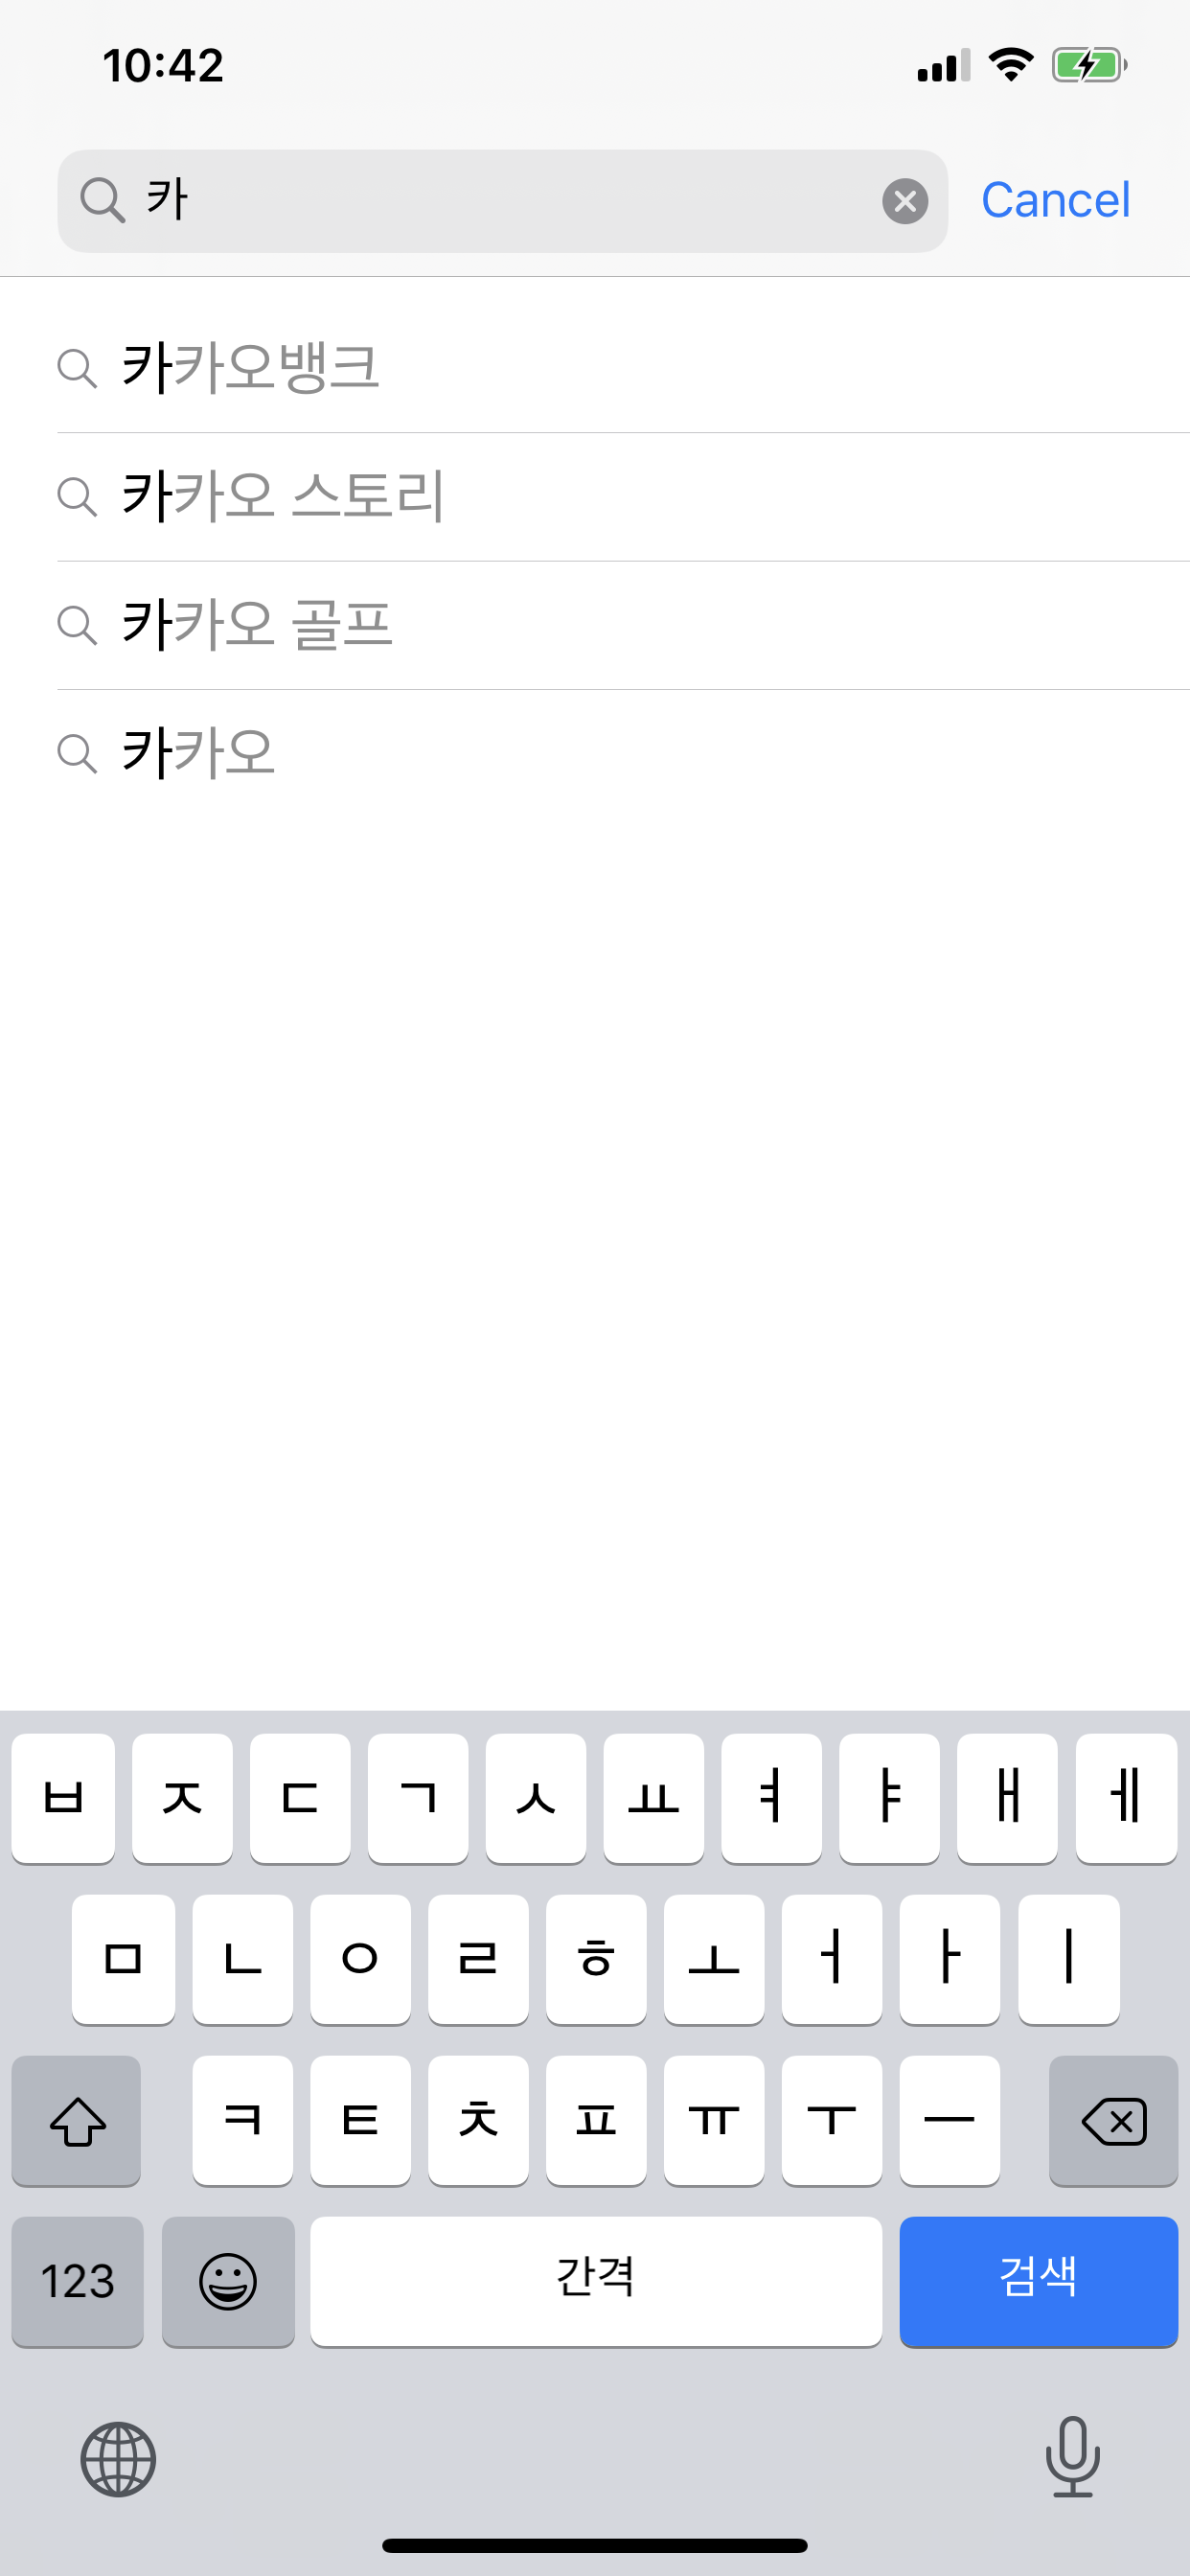 10:42
카
Cancel
카카오뱅크
카카오 스토리
카카오 골프
카카오
ㅂ ㅈ ㄷ ㄱ ㅅ ㅛ ㅕ ㅑ ㅐ ㅔ
ㅁ ㄴ ㅇ ㄹ ㅎ ㅗ ㅓ ㅏ ㅣ
ㅋ ㅌ ㅊ ㅍ ㅠ ㅜ ㅡ
123 간격 검색